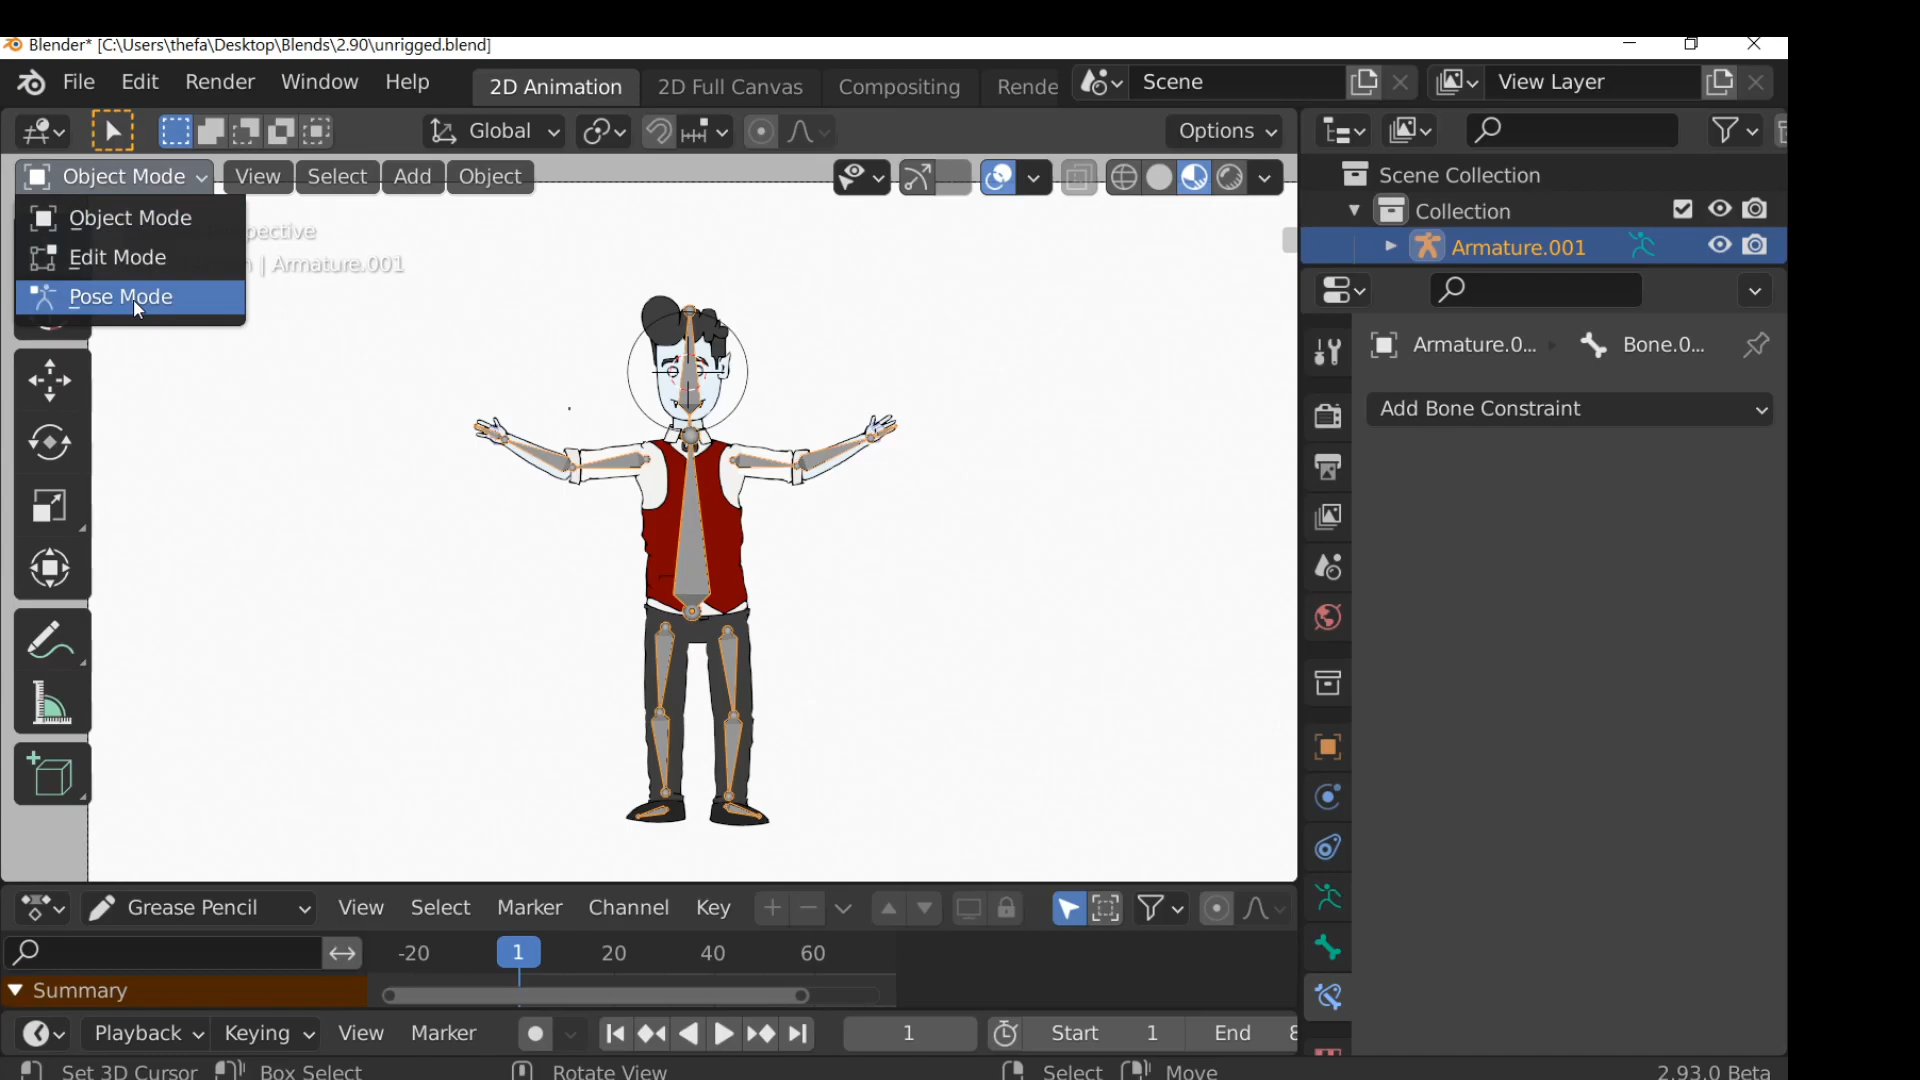 Blender* [C:\Users\thefa\Desktop\Blends\2.90\unrigged.blend]
File Edit Render Window Help 2D Animation 2D Full Canvas Compositing Rende Scene View Layer
Global Options
Object Mode View Select Add Object
Scene Collection
Object Mode
Edit Mode
Pose Mode
spective
| Armature.001
Collection
Armature.001
Armature.0... Bone.0...
Add Bone Constraint
Grease Pencil View Select Marker Channel Key
-20 1 20 40 60
Summary
Playback Keying View Marker 1 Start 1 End 8
Set 3D Cursor Box Select Rotate View Select Move 2.93.0 Beta